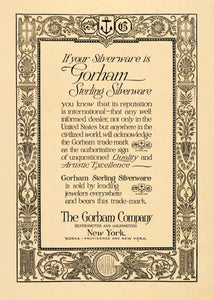 G
If your Silverware is
Gorham
Sterling Silverware
you know that its reputation
is international—that any well
informed dealer, not only in the
United States but anywhere in the
civilized world, will acknowledge
the Gorham trade-mark
as the authoritative sign
of unquestioned Quality and
Artistic Excellence
Gorham Sterling Silverware
is sold by leading
jewelers everywhere
and bears this trade-mark.
The Gorham Company
SILVERSMITHS AND GOLDSMITHS
New York.
WORKS - PROVIDENCE AND NEW YORK